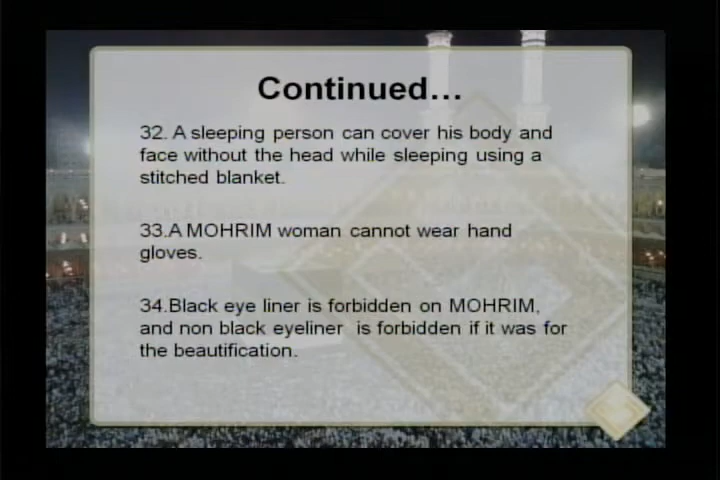 Continued...
32. A sleeping person can cover his body and
face without the head while sleeping using a
stitched blanket.
33.A MOHRIM woman cannot wear hand
gloves.
34.Black eye liner is forbidden on MOHRIM,
and non black eyeliner is forbidden if it was for
the beautification.